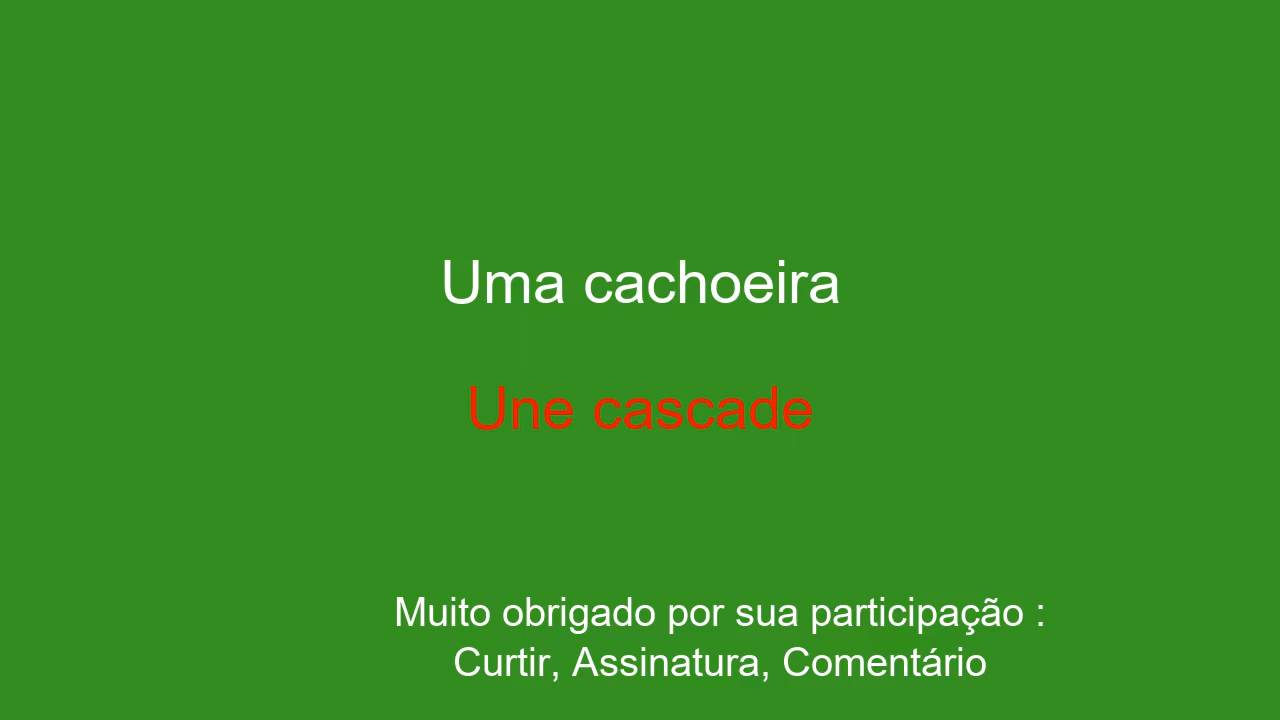 Uma cachoeira
Une cascade
Muito obrigado por sua participação :
Curtir, Assinatura, Comentário